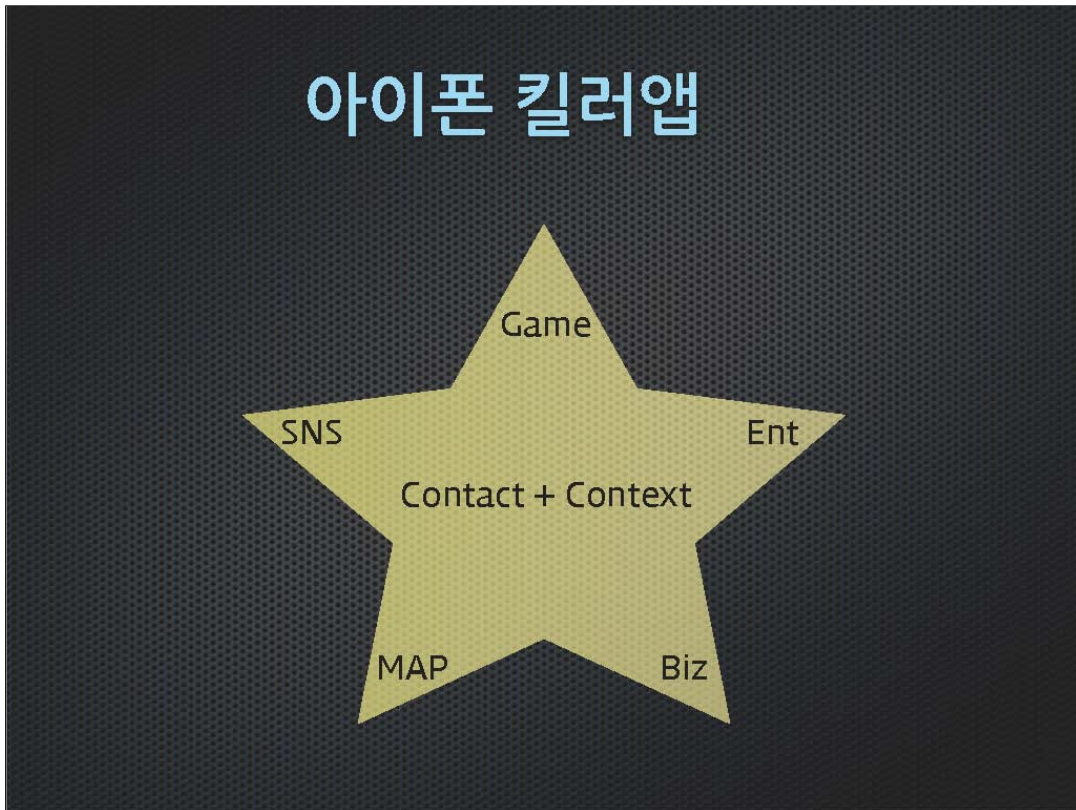 아이폰 킬러앱
Game
SNS
Ent
Contact + Context
MAP
Biz